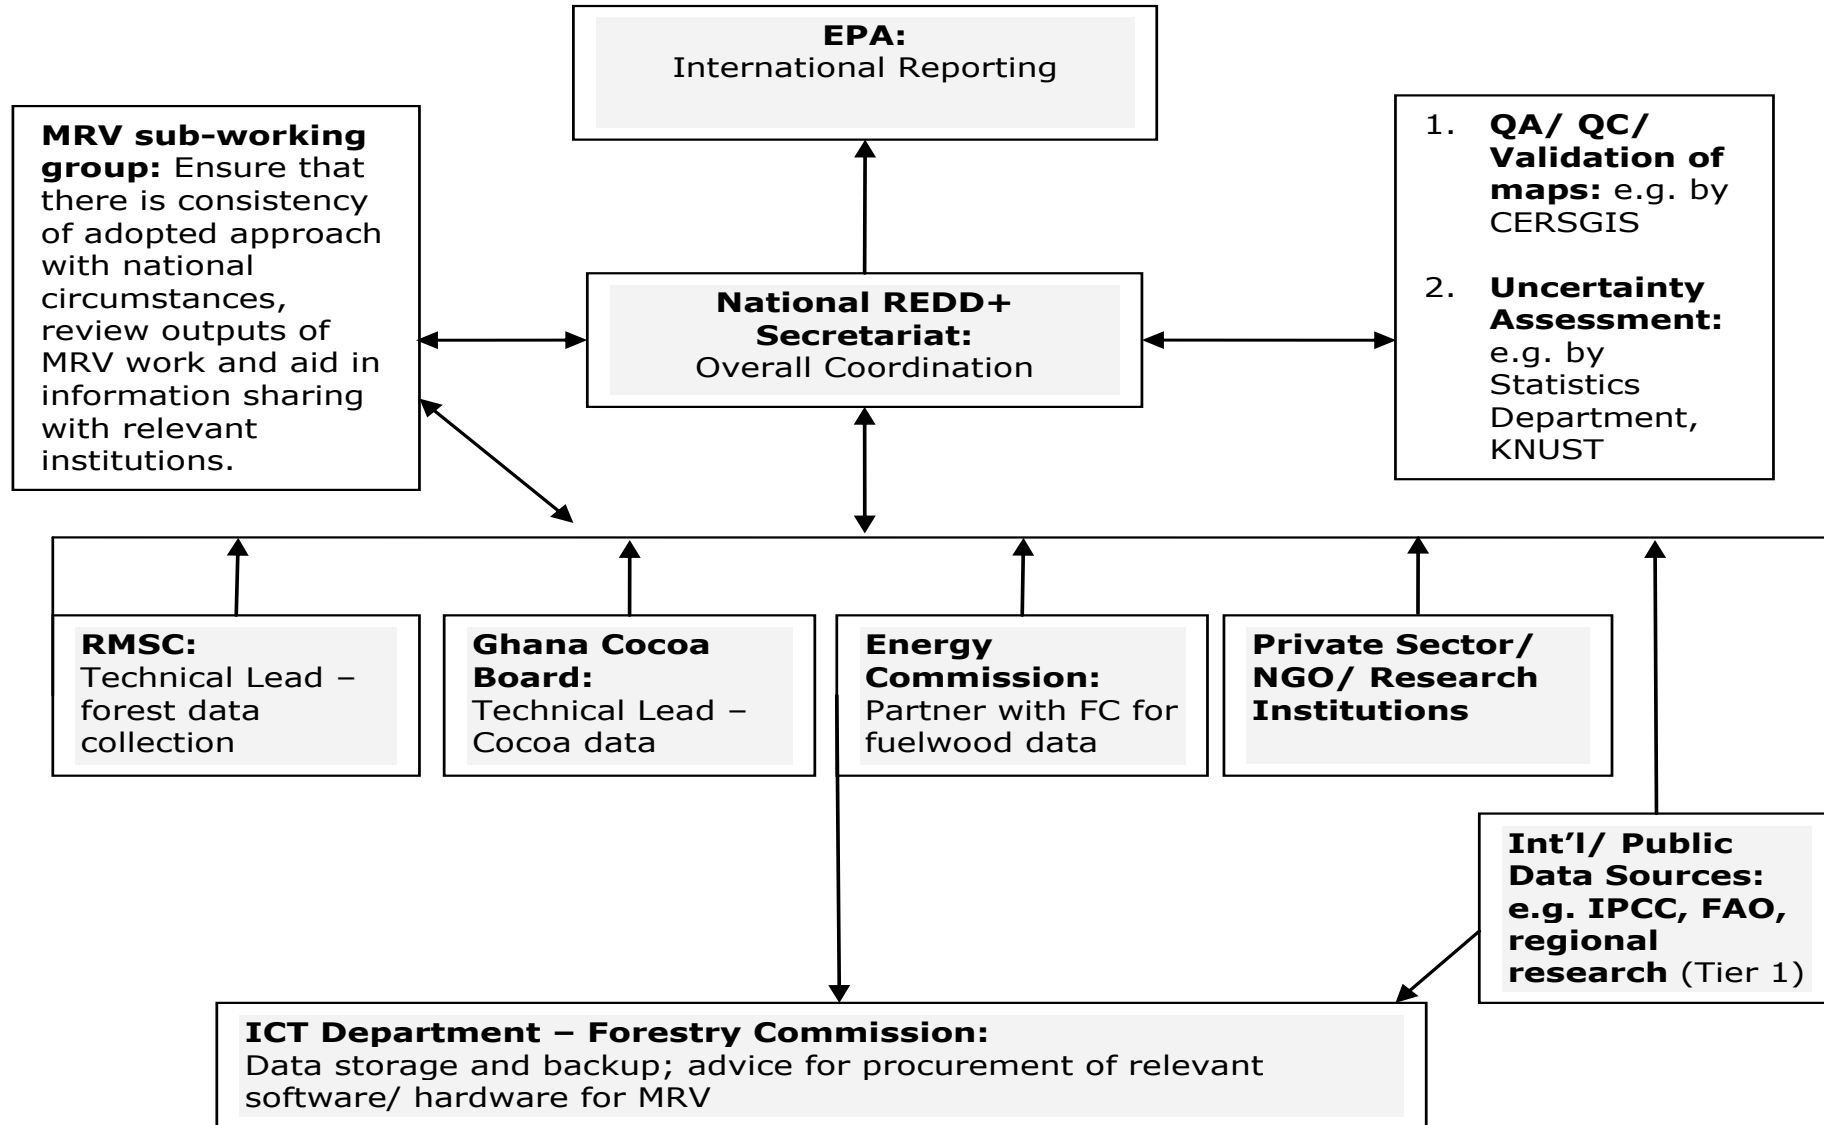 EPA:
International Reporting
MRV sub-working
group: Ensure that
there is consistency
of adopted approach
with national
circumstances,
review outputs of
MRV work and aid in
information sharing
with relevant
institutions.
National REDD+
Secretariat:
Overall Coordination
1. QA/ QC/
Validation of
maps: e.g. by
CERSGIS
2. Uncertainty
Assessment:
e.g. by
Statistics
Department,
KNUST
RMSC:
Technical Lead –
forest data
collection
Ghana Cocoa
Board:
Technical Lead –
Cocoa data
Energy
Commission:
Partner with FC for
fuelwood data
Private Sector/
NGO/ Research
Institutions
Int’l/ Public
Data Sources:
e.g. IPCC, FAO,
regional
research (Tier 1)
ICT Department – Forestry Commission:
Data storage and backup; advice for procurement of relevant
software/ hardware for MRV